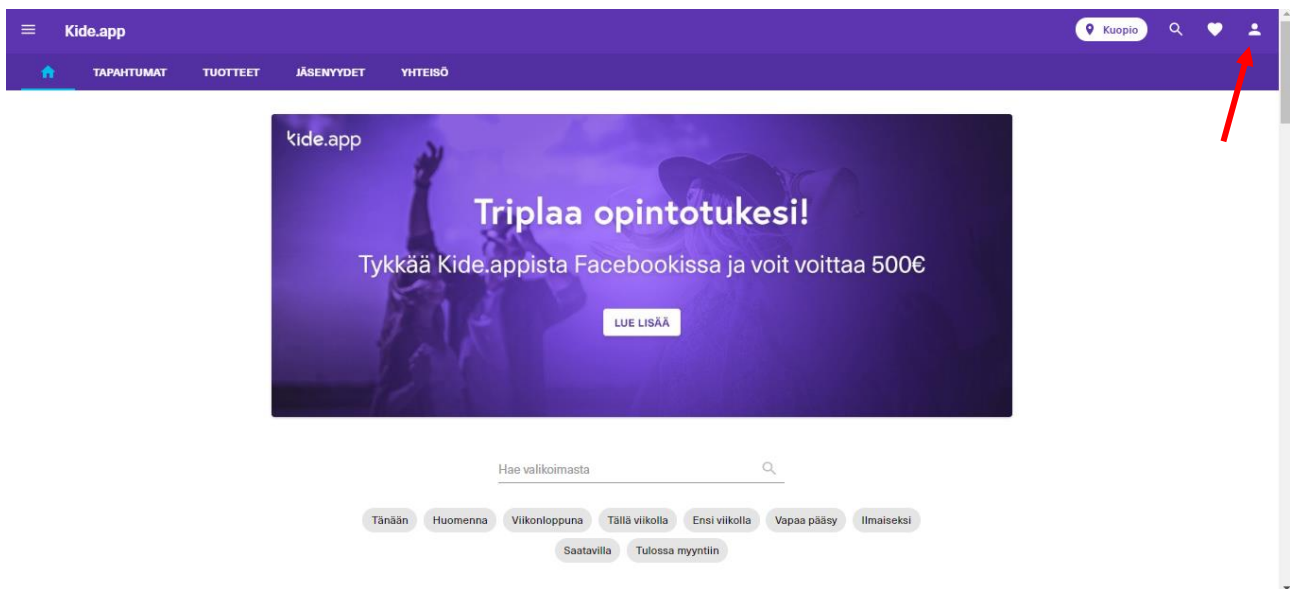 Kide.app
Kuopio
TAPAHTUMAT TUOTTEET JÄSENYYDET YHTEISÖ
kide.app
Triplaa opintotukesi!
Tykkää Kide.appista Facebookissa ja voit voittaa 500€
LUE LISÄÄ
Hae valikoimasta
Tänään Huomenna Viikonloppuna Tällä viikolla Ensi viikolla Vapaa pääsy Ilmaiseksi
Saatavilla Tulossa myyntiin